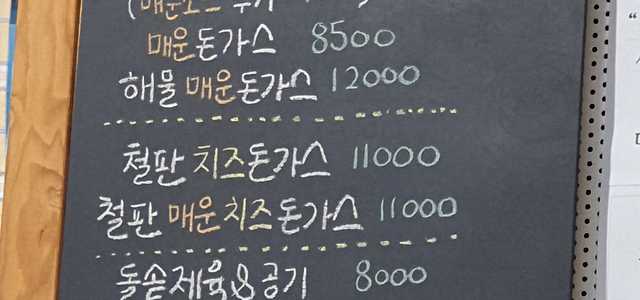 매운돈가스 8500
해물 매운돈가스 12000
철판 치즈돈가스 11000
철판 매운치즈돈가스 11000
돌솥제육&공기 8000